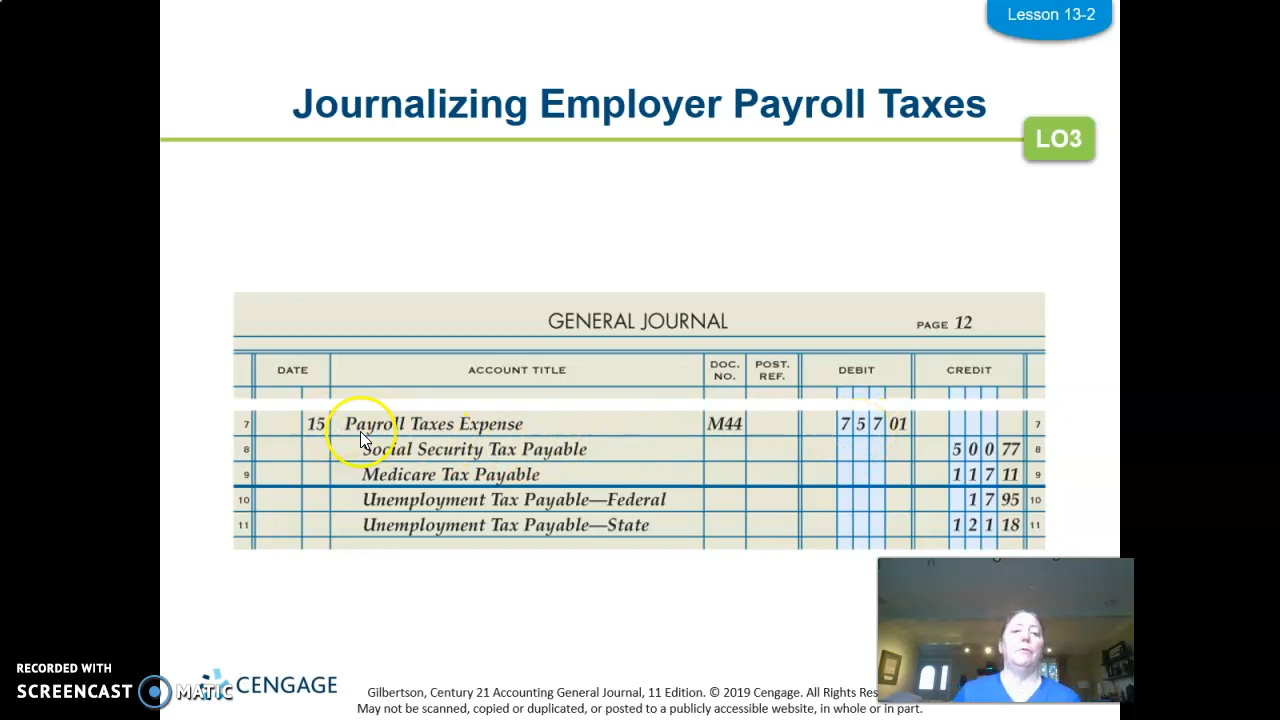 Lesson 13-2
Journalizing Employer Payroll Taxes
LO3
GENERAL JOURNAL PAGE 12
DATE ACCOUNT TITLE DOC. NO. POST. REF. DEBIT CREDIT
7 15 Payroll Taxes Expense M44 7 5 7 01 7
8 Social Security Tax Payable 5 0 0 77 8
9 Medicare Tax Payable 1 1 7 11 9
10 Unemployment Tax Payable—Federal 1 7 95 10
11 Unemployment Tax Payable—State 1 2 1 18 11
RECORDED WITH
SCREENCAST MATIC
CENGAGE
Gilbertson, Century 21 Accounting General Journal, 11 Edition. © 2019 Cengage. All Rights Res
May not be scanned, copied or duplicated, or posted to a publicly accessible website, in whole or in part.